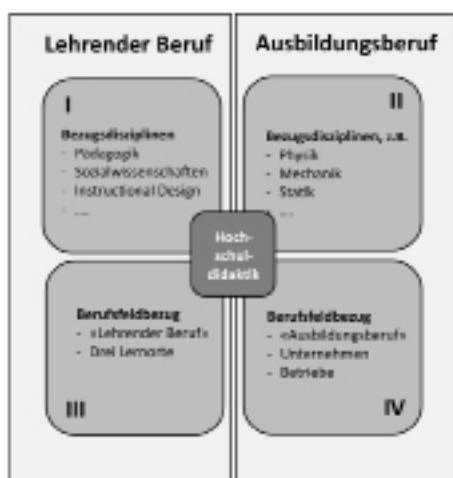 Lehrender Beruf
Ausbildungsberuf
I
Bezugsdisziplinen
- Pädagogik
- Sozialwissenschaften
- Instructional Design
- ....
II
Bezugsdisziplinen, z.B.
- Physik
- Mechanik
- Statik
- ....
Hoch-
schul-
didaktik
Berufsfeldbezug
- «Lehrender Beruf»
- Drei Lernorte
III
Berufsfeldbezug
- «Ausbildungsberuf»
- Unternehmen
- Betriebe
IV